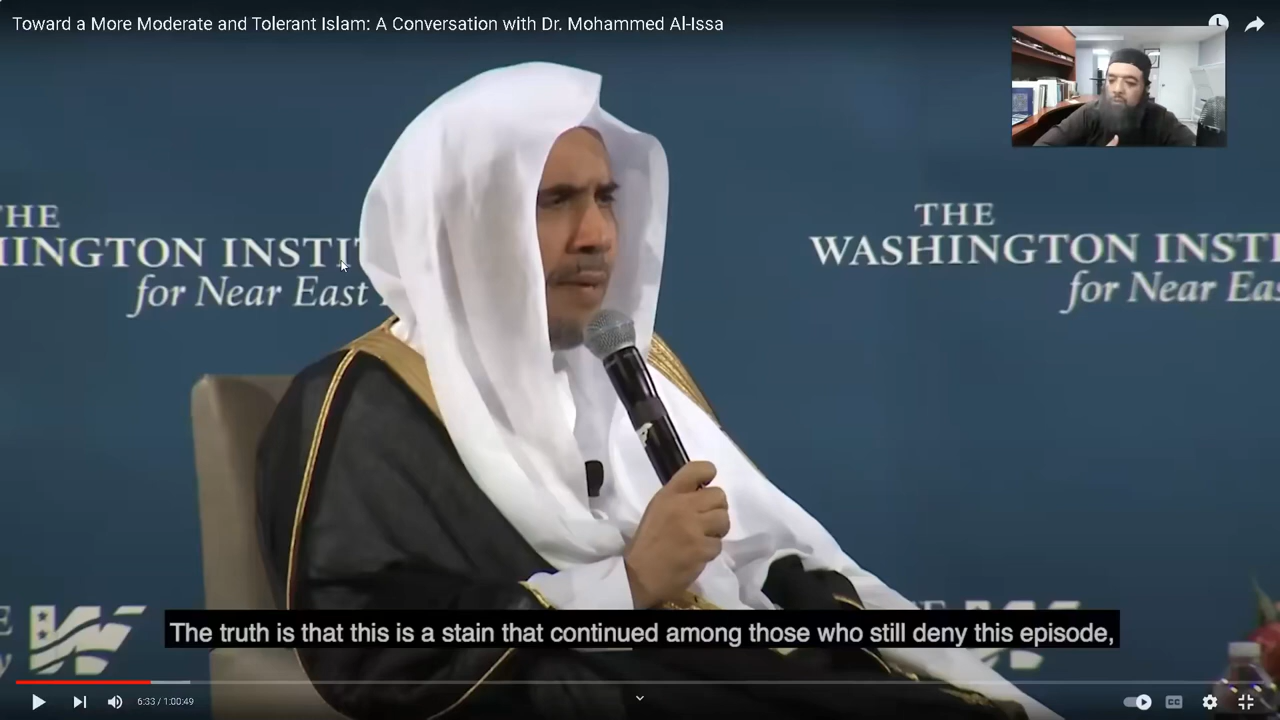 Toward a More Moderate and Tolerant Islam: A Conversation with Dr. Mohammed Al-Issa
THE
INGTON INSTI
for Near East
THE
WASHINGTON INSTI
for Near Eas
The truth is that this is a stain that continued among those who still deny this episode,
6:33 / 1:00:49
CC